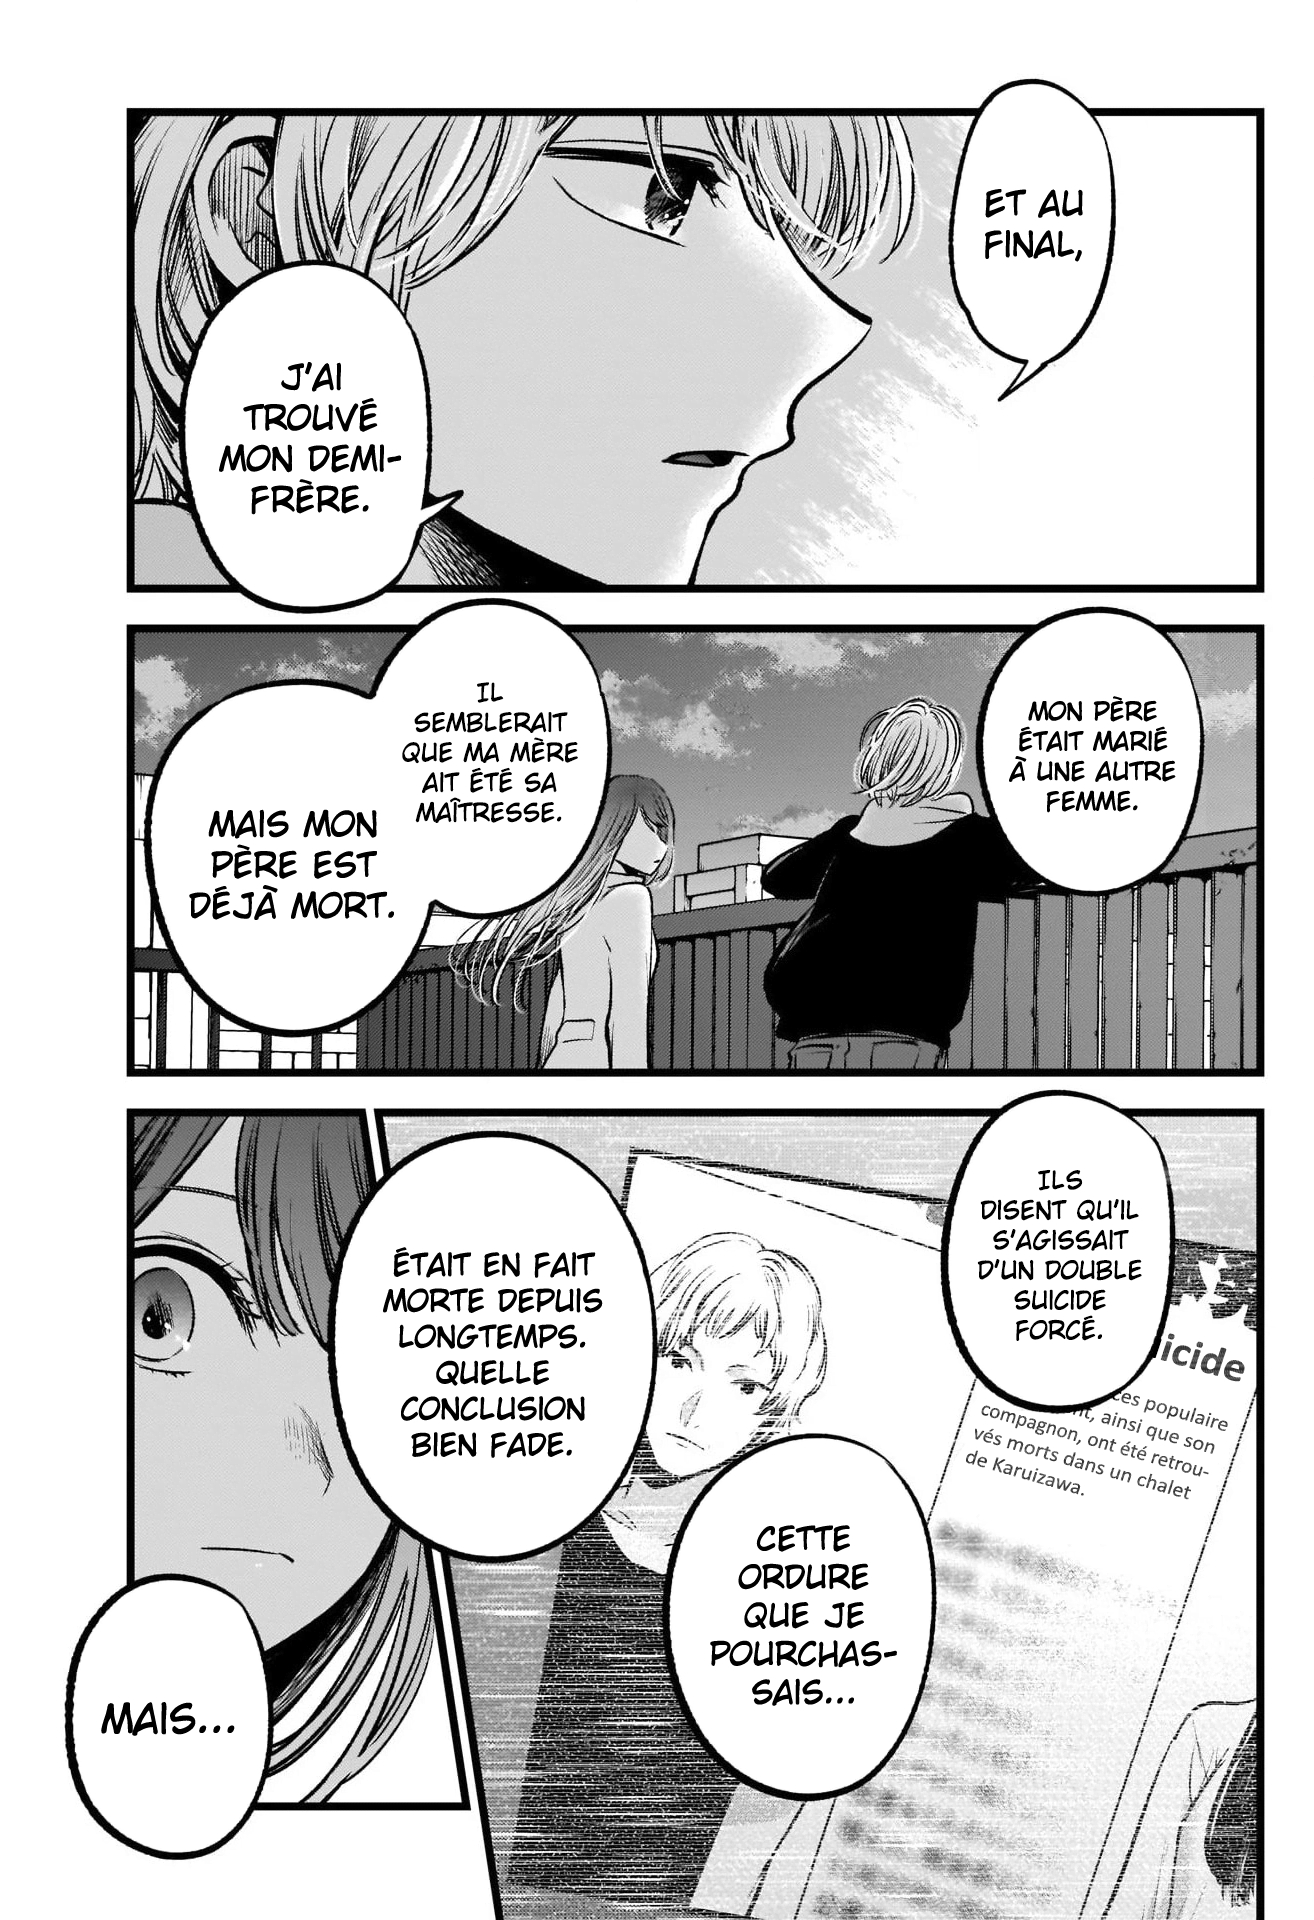 ET AU
FINAL,
J'AI
TROUVÉ
MON DEMI-
FRÈRE.
MON PÈRE
ÉTAIT MARIÉ
À UNE AUTRE
FEMME.
IL
SEMBLERAIT
QUE MA MÈRE
AIT ÉTÉ SA
MAÎTRESSE.
MAIS MON
PÈRE EST
DÉJÀ MORT.
ILS
DISENT QU'IL
S'AGISSAIT
D'UN DOUBLE
SUICIDE
FORCÉ.
populaire
ainsi que son
compagnon, ont été retrou-
vés morts dans un chalet
de Karuizawa.
CETTE
ORDURE
QUE JE
POURCHAS-
SAIS...
ÉTAIT EN FAIT
MORTE DEPUIS
LONGTEMPS.
QUELLE
CONCLUSION
BIEN FADE.
MAIS...